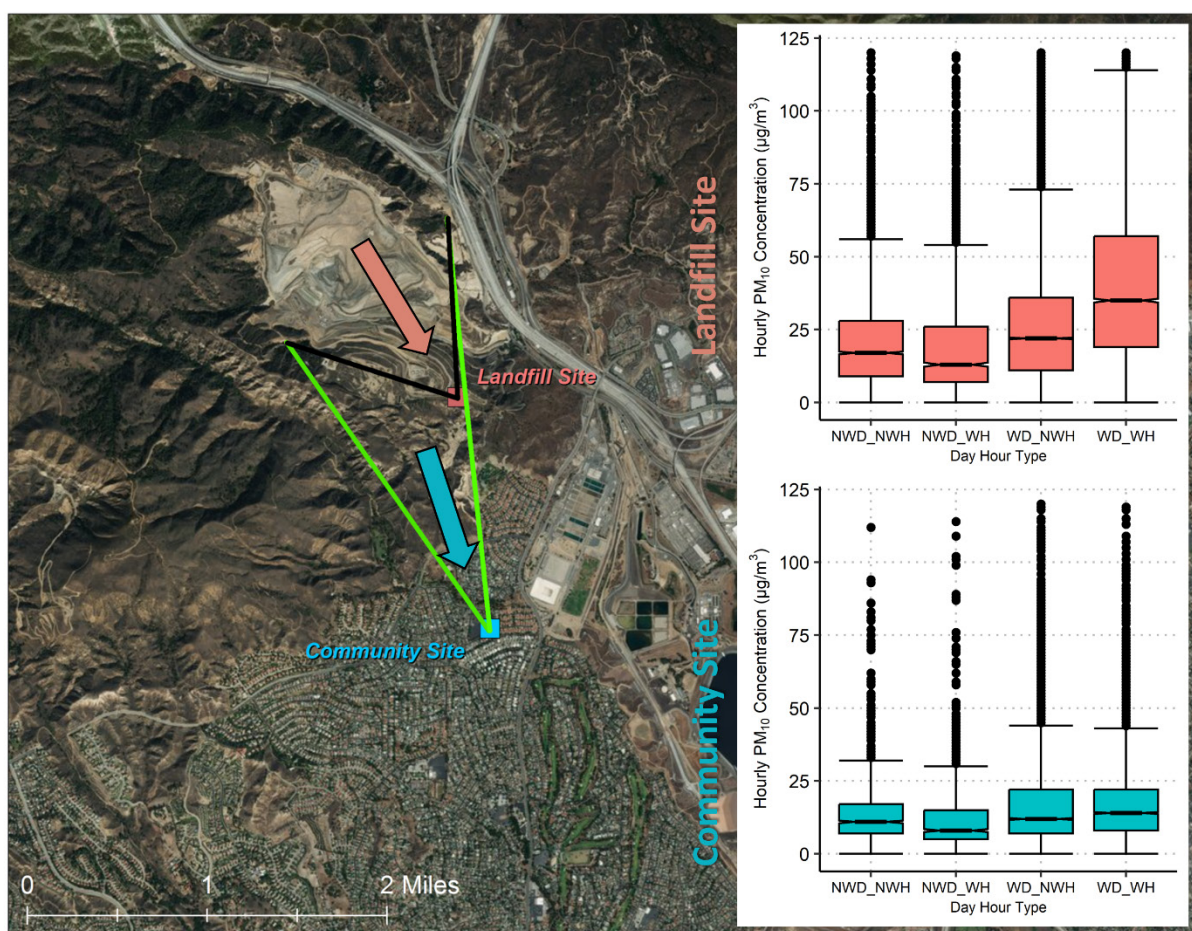 Landfill Site
Community Site
0 1 2 Miles
Landfill Site
Community Site
125
100
75
50
25
0
Hourly PM₁₀ Concentration (µg/m³)
NWD_NWH NWD_WH WD_NWH WD_WH
Day Hour Type
125
100
75
50
25
0
Hourly PM₁₀ Concentration (µg/m³)
NWD_NWH NWD_WH WD_NWH WD_WH
Day Hour Type